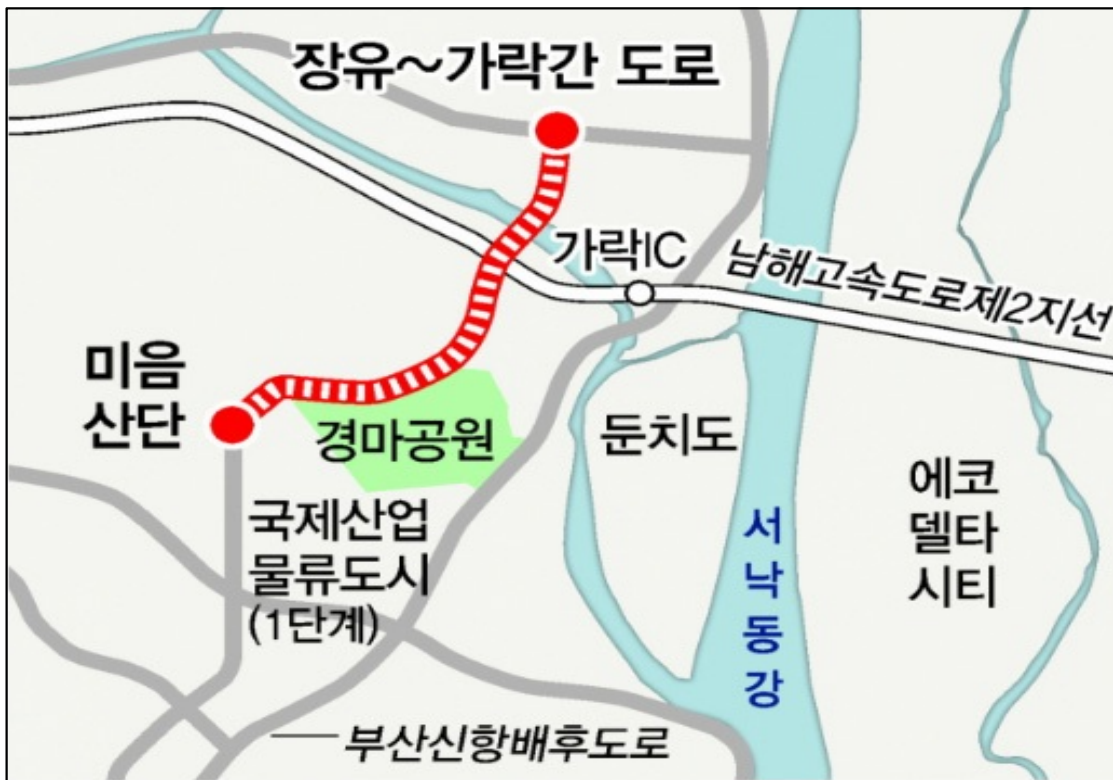 장유~가락간 도로
가락IC
남해고속도로제2지선
미음
산단
경마공원
둔치도
에코
델타
시티
국제산업
물류도시
(1단계)
서
낙
동
강
부산신항배후도로